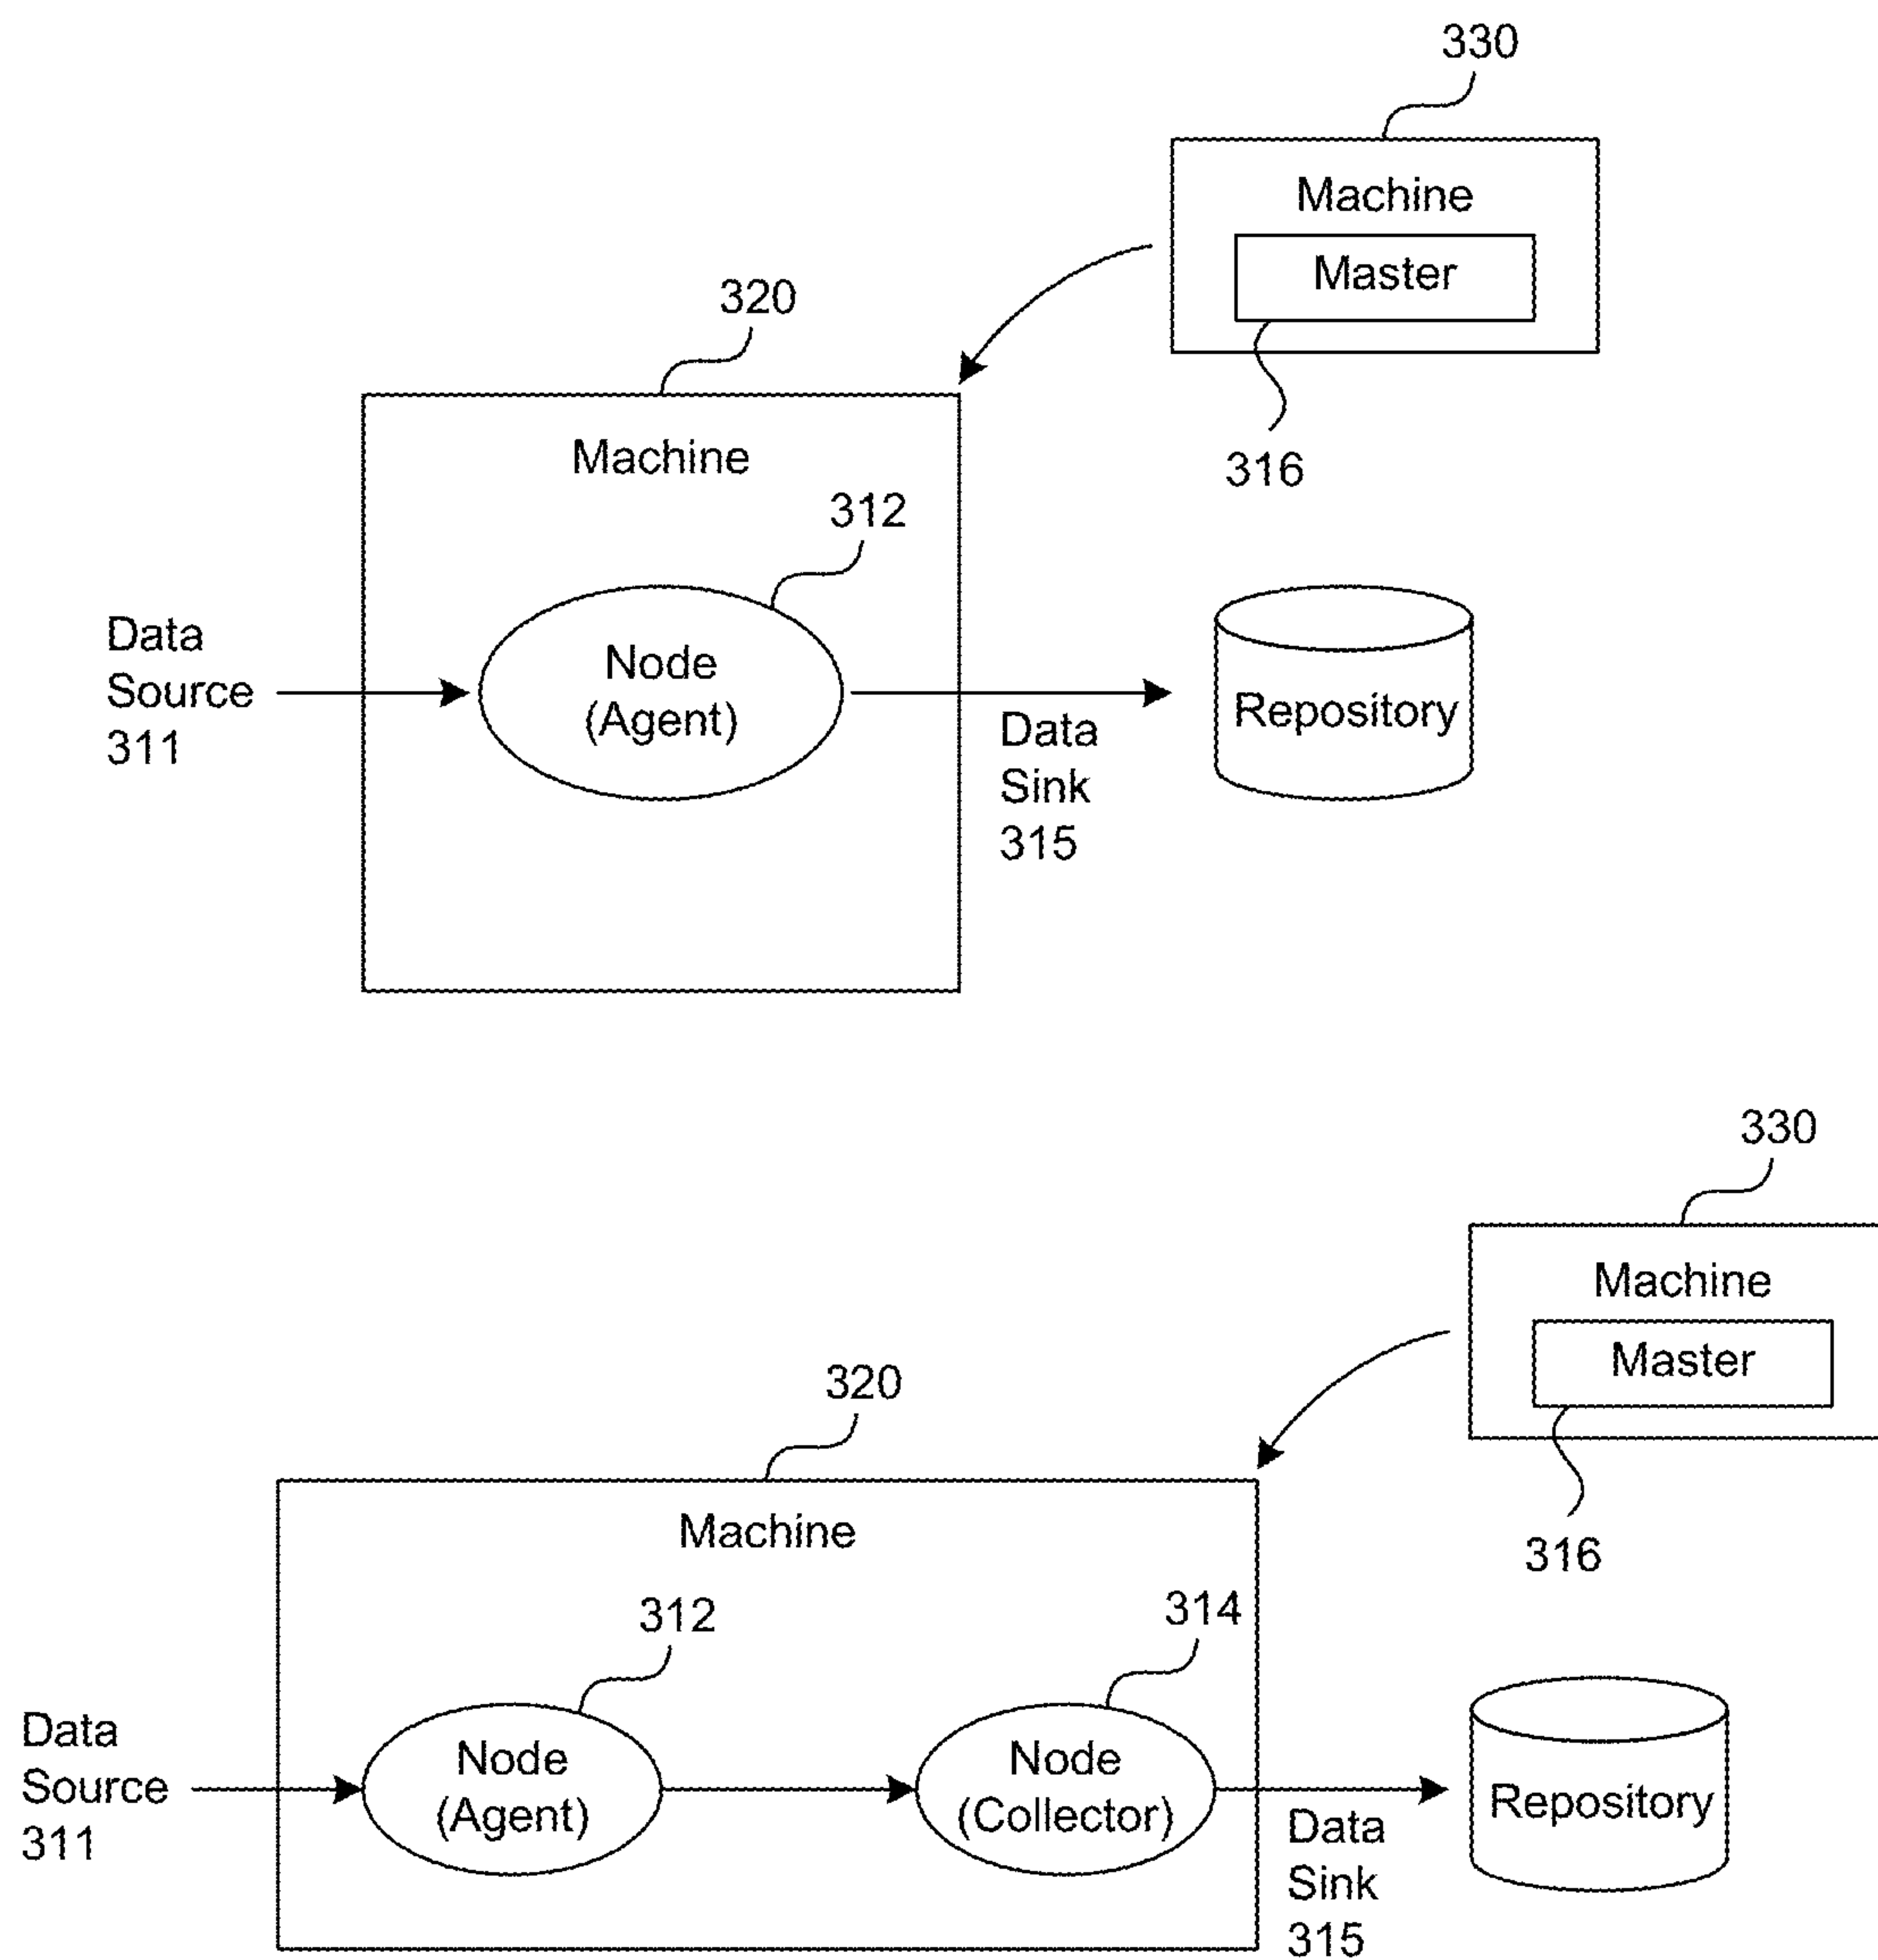 330
Machine
Master
320
316
Machine
312
Data
Source
311
Node
(Agent)
Data
Sink
315
Repository
330
Machine
Master
320
316
Machine
312
314
Data
Source
311
Node
(Agent)
Node
(Collector)
Data
Sink
315
Repository